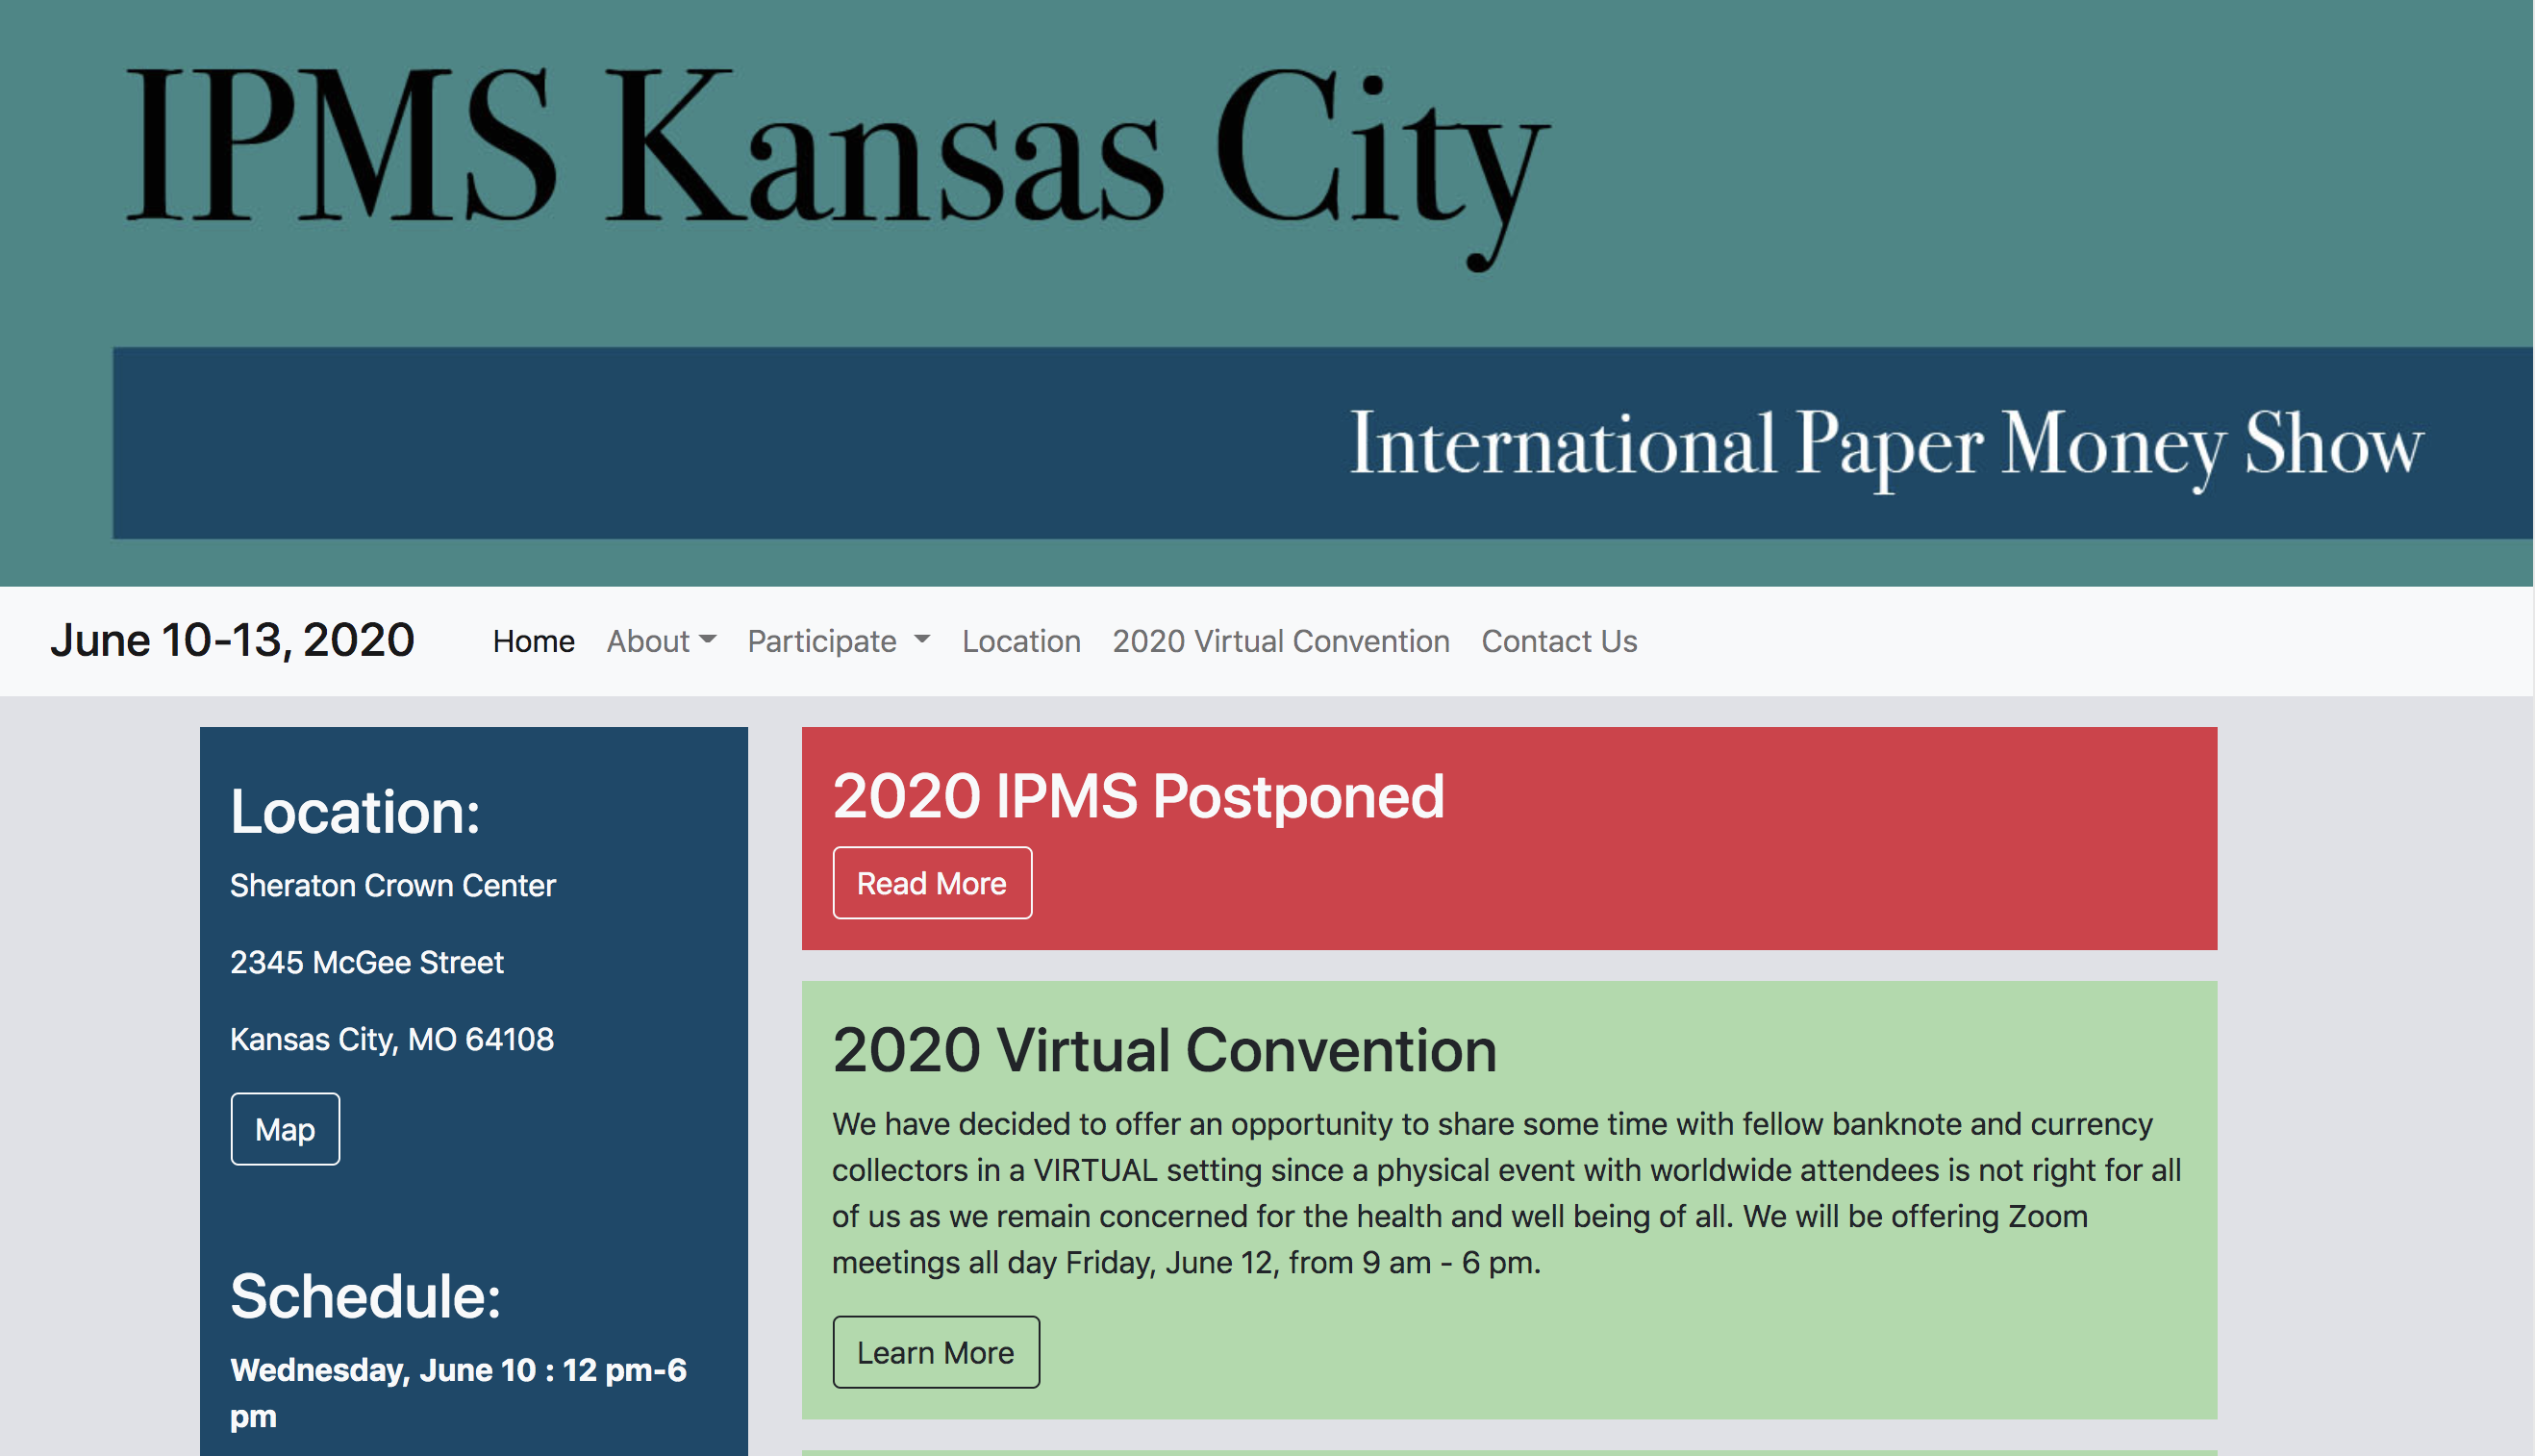 IPMS Kansas City
International Paper Money Show
June 10-13, 2020
Home About Participate Location 2020 Virtual Convention Contact Us
Location:
Sheraton Crown Center
2345 McGee Street
Kansas City, MO 64108
Map
Schedule:
Wednesday, June 10 : 12 pm-6
pm
2020 IPMS Postponed
Read More
2020 Virtual Convention
We have decided to offer an opportunity to share some time with fellow banknote and currency
collectors in a VIRTUAL setting since a physical event with worldwide attendees is not right for all
of us as we remain concerned for the health and well being of all. We will be offering Zoom
meetings all day Friday, June 12, from 9 am - 6 pm.
Learn More